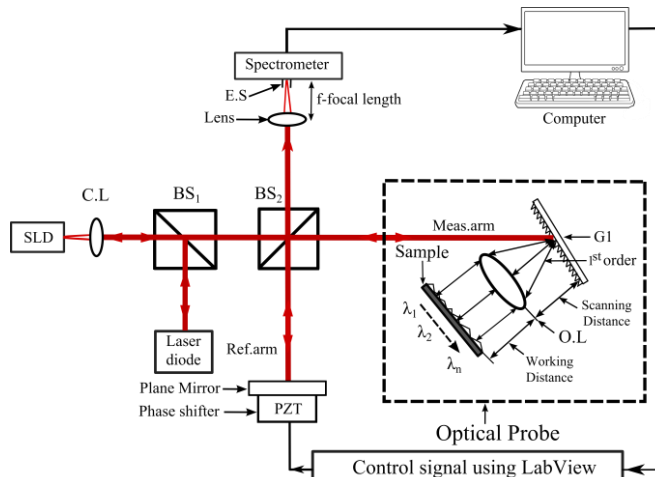 Spectrometer
E.S
f-focal length
Lens
Computer
C.L
BS₁
BS₂
SLD
Meas.arm
G1
1st order
Sample
Scanning
Distance
λ₁
λ₂
λₙ
O.L
Working
Distance
Laser
diode
Ref.arm
Plane Mirror
Phase shifter
PZT
Optical Probe
Control signal using LabView